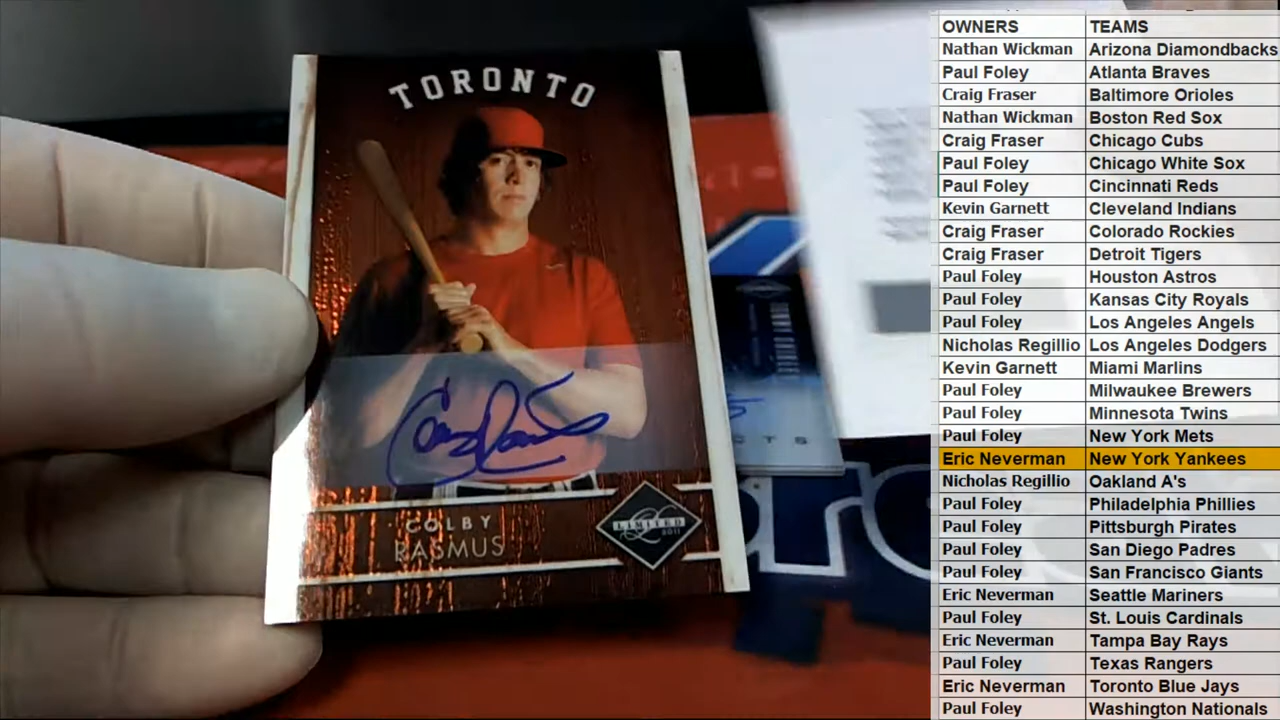 TORONTO
COLBY
RASMUS
LIMITED
2011
OWNERS TEAMS
Nathan Wickman Arizona Diamondbacks
Paul Foley Atlanta Braves
Craig Fraser Baltimore Orioles
Nathan Wickman Boston Red Sox
Craig Fraser Chicago Cubs
Paul Foley Chicago White Sox
Paul Foley Cincinnati Reds
Kevin Garnett Cleveland Indians
Craig Fraser Colorado Rockies
Craig Fraser Detroit Tigers
Paul Foley Houston Astros
Paul Foley Kansas City Royals
Paul Foley Los Angeles Angels
Nicholas Regillio Los Angeles Dodgers
Kevin Garnett Miami Marlins
Paul Foley Milwaukee Brewers
Paul Foley Minnesota Twins
Paul Foley New York Mets
Eric Neverman New York Yankees
Nicholas Regillio Oakland A's
Paul Foley Philadelphia Phillies
Paul Foley Pittsburgh Pirates
Paul Foley San Diego Padres
Paul Foley San Francisco Giants
Eric Neverman Seattle Mariners
Paul Foley St. Louis Cardinals
Eric Neverman Tampa Bay Rays
Paul Foley Texas Rangers
Eric Neverman Toronto Blue Jays
Paul Foley Washington Nationals